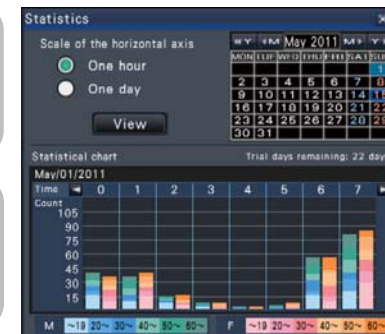 Statistics
Scale of the horizontal axis
One hour
One day
View
«Y ‹M May 2011 M› Y
MON TUE WED THU FRI SAT SUN
1
2 3 4 5 6 7 8
9 10 11 12 13 14 15
16 17 18 19 20 21 22
23 24 25 26 27 28 29
30 31
Statistical chart Trial days remaining: 22 day
May/01/2011
Time 0 1 2 3 4 5 6 7
Count
105
90
75
60
45
30
15
M ~19 20~ 30~ 40~ 50~ 60~ F ~19 20~ 30~ 40~ 50~ 60~